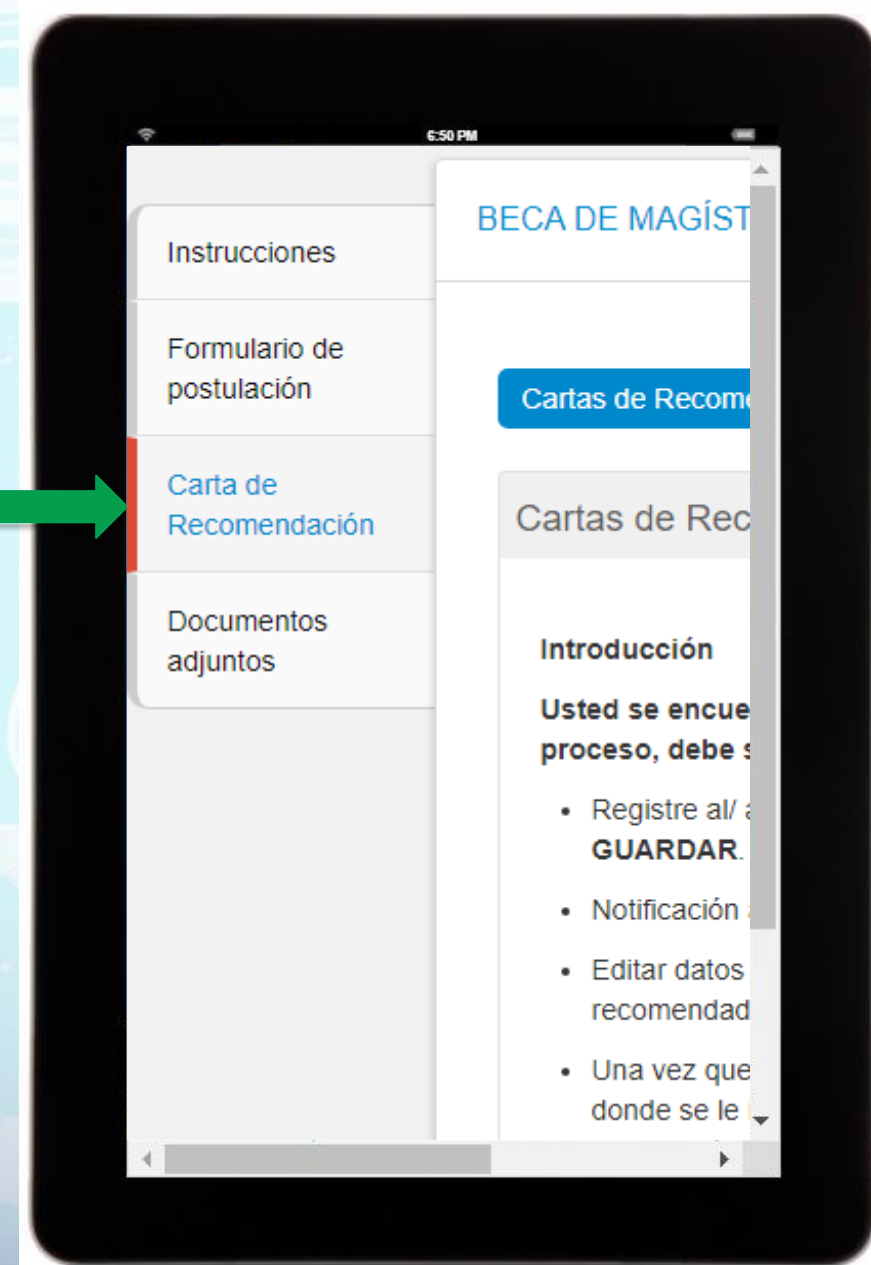 6:50 PM
Instrucciones
Formulario de
postulación
Carta de
Recomendación
Documentos
adjuntos
BECA DE MAGÍST
Cartas de Recome
Cartas de Rec
Introducción
Usted se encue
proceso, debe s
• Registre al/ a
GUARDAR.
• Notificación a
• Editar datos
recomendad
• Una vez que
donde se le